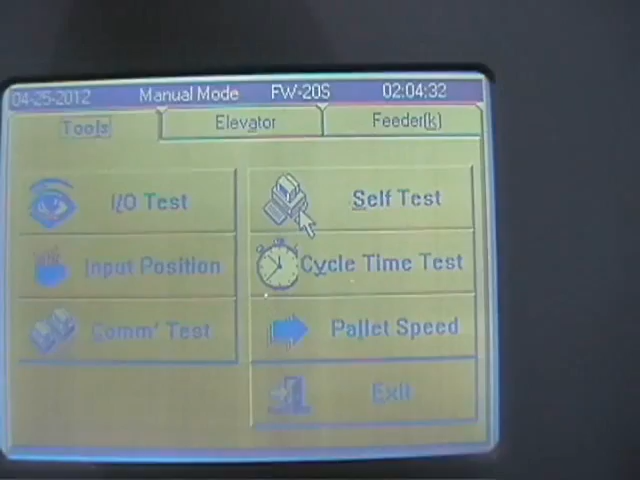 04-25-2012 Manual Mode FW-20S 02:04:32
Tools Elevator Feeder(k)
I/O Test Self Test
Input Position Cycle Time Test
Comm' Test Pallet Speed
Exit